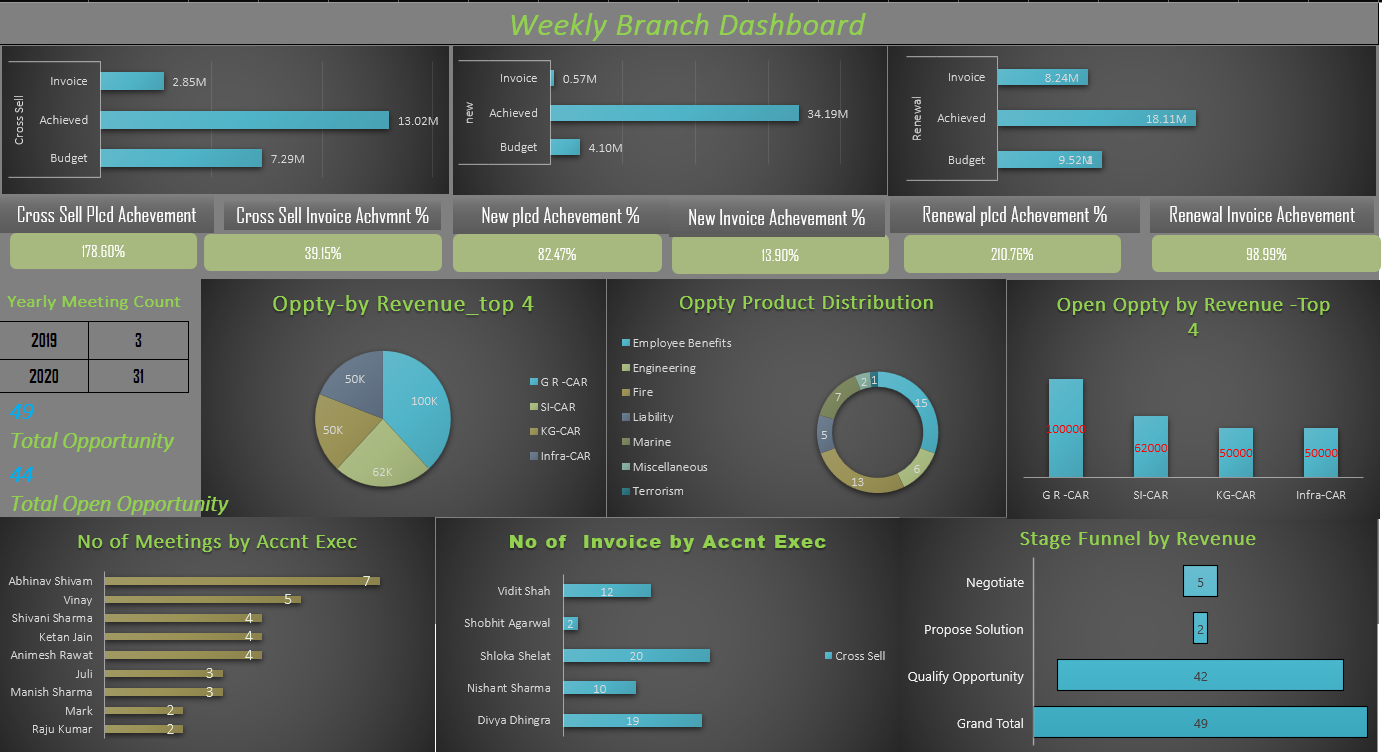 Weekly Branch Dashboard
Cross Sell
Invoice
2.85M
Achieved
13.02M
Budget
7.29M
new
Invoice
0.57M
Achieved
34.19M
Budget
4.10M
Renewal
Invoice
8.24M
Achieved
18.11M
Budget
9.52M
Cross Sell Plcd Achevement
178.60%
Cross Sell Invoice Achvmnt %
39.15%
New plcd Achevement %
82.47%
New Invoice Achevement %
13.90%
Renewal plcd Achevement %
210.76%
Renewal Invoice Achevement
98.99%
Yearly Meeting Count
2019 3
2020 31
49
Total Opportunity
44
Total Open Opportunity
Oppty-by Revenue_top 4
50K
100K
50K
62K
G R -CAR
SI-CAR
KG-CAR
Infra-CAR
Oppty Product Distribution
Employee Benefits
Engineering
Fire
Liability
Marine
Miscellaneous
Terrorism
2
1
7
15
5
6
13
Open Oppty by Revenue -Top
4
100000
62000
50000
50000
G R -CAR
SI-CAR
KG-CAR
Infra-CAR
No of Meetings by Accnt Exec
Abhinav Shivam 7
Vinay 5
Shivani Sharma 4
Ketan Jain 4
Animesh Rawat 4
Juli 3
Manish Sharma 3
Mark 2
Raju Kumar 2
No of Invoice by Accnt Exec
Vidit Shah 12
Shobhit Agarwal 2
Shloka Shelat 20
Nishant Sharma 10
Divya Dhingra 19
Cross Sell
Stage Funnel by Revenue
Negotiate 5
Propose Solution 2
Qualify Opportunity 42
Grand Total 49